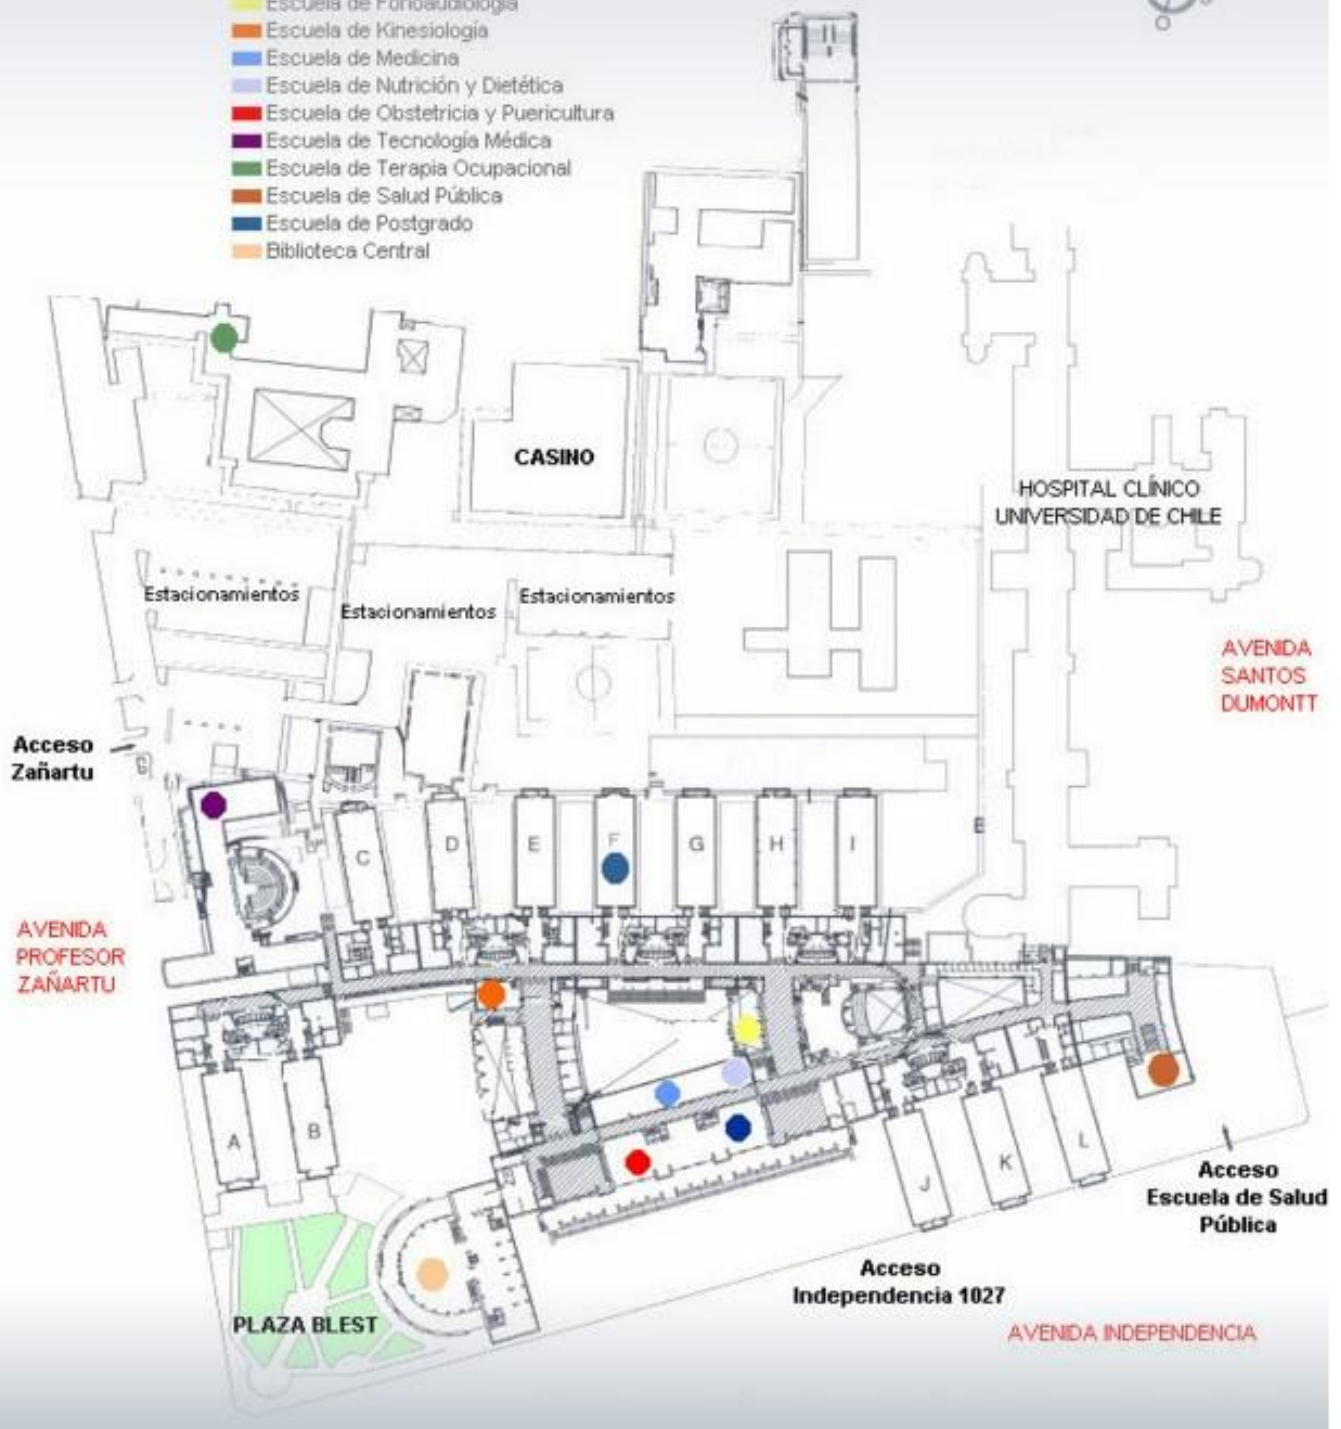 Escuela de Fonoaudiología
Escuela de Kinesiología
Escuela de Medicina
Escuela de Nutrición y Dietética
Escuela de Obstetricia y Puericultura
Escuela de Tecnología Médica
Escuela de Terapia Ocupacional
Escuela de Salud Pública
Escuela de Postgrado
Biblioteca Central
CASINO
HOSPITAL CLÍNICO
UNIVERSIDAD DE CHILE
Estacionamientos
Estacionamientos
Estacionamientos
AVENIDA
SANTOS
DUMONTT
Acceso
Zañartu
C
D
E
F
G
H
I
E
AVENIDA
PROFESOR
ZAÑARTU
A
B
J
K
L
Acceso
Escuela de Salud
Pública
Acceso
Independencia 1027
PLAZA BLEST
AVENIDA INDEPENDENCIA